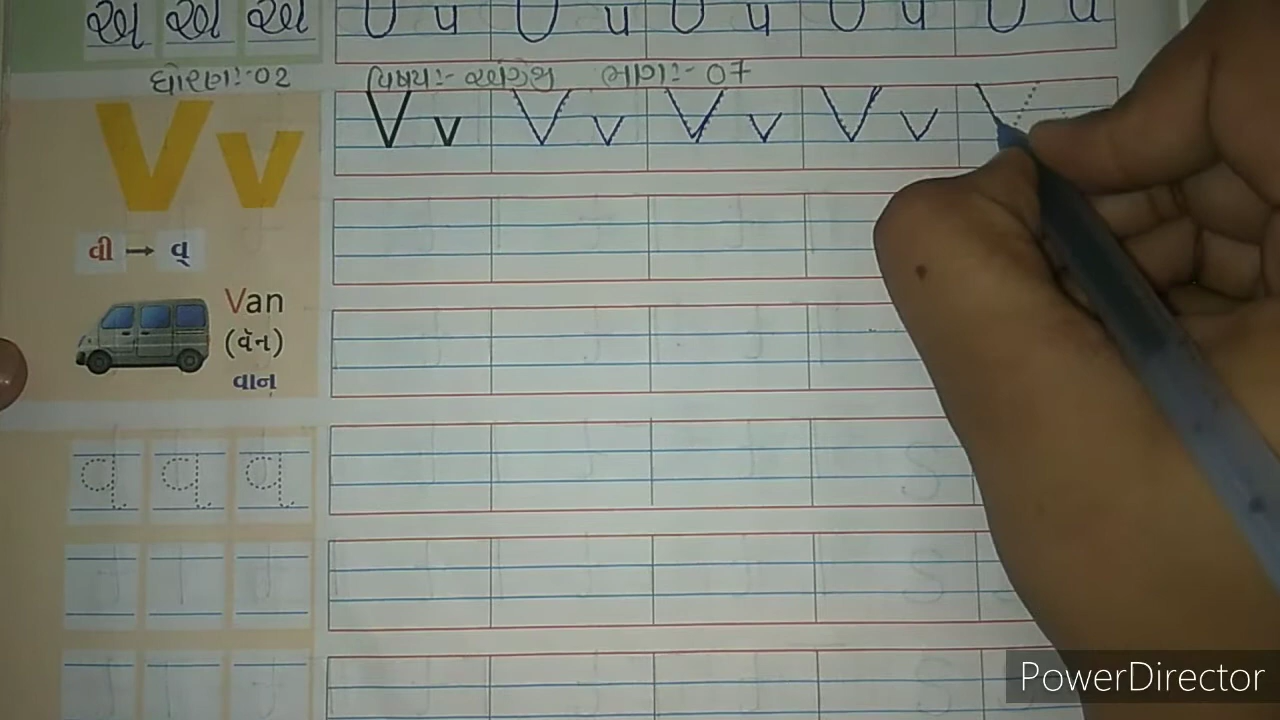 અ અ અ U u U u U u U u U u
ધોરણ:-02 વિષય:- અંગ્રેજી ભાગ:- 07
V v V v V v V v V v
વી → વ્
Van
(વૅન)
વાન
વ્ વ્ વ્
PowerDirector